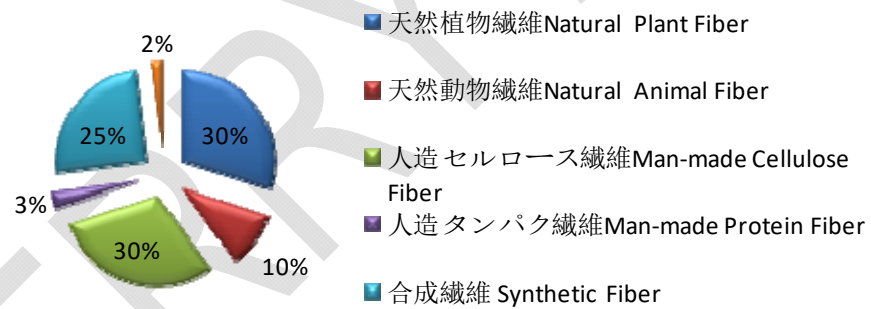 天然植物繊維Natural Plant Fiber
2%
天然動物繊維Natural Animal Fiber
25%
30%
人造セルロース繊維Man-made Cellulose
Fiber
3%
人造タンパク繊維Man-made Protein Fiber
30%
10%
合成繊維 Synthetic Fiber